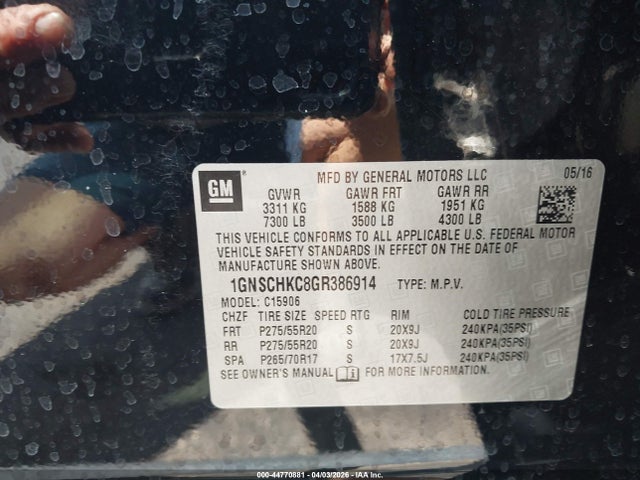 GM
MFD BY GENERAL MOTORS LLC 05/16
GVWR GAWR FRT GAWR RR
3311 KG 1588 KG 1951 KG
7300 LB 3500 LB 4300 LB
THIS VEHICLE CONFORMS TO ALL APPLICABLE U.S. FEDERAL MOTOR
VEHICLE SAFETY STANDARDS IN EFFECT ON THE DATE OF
MANUFACTURE SHOWN ABOVE.
1GNSCHKC8GR386914 TYPE: M.P.V.
MODEL: C15906
CHZF TIRE SIZE SPEED RTG RIM COLD TIRE PRESSURE
FRT P275/55R20 S 20X9J 240KPA(35PSI)
RR P275/55R20 S 20X9J 240KPA(35PSI)
SPA P265/70R17 S 17X7.5J 240KPA(35PSI)
SEE OWNER'S MANUAL FOR MORE INFORMATION.
000-44770881 - 04/03/2026 - IAAI.COM